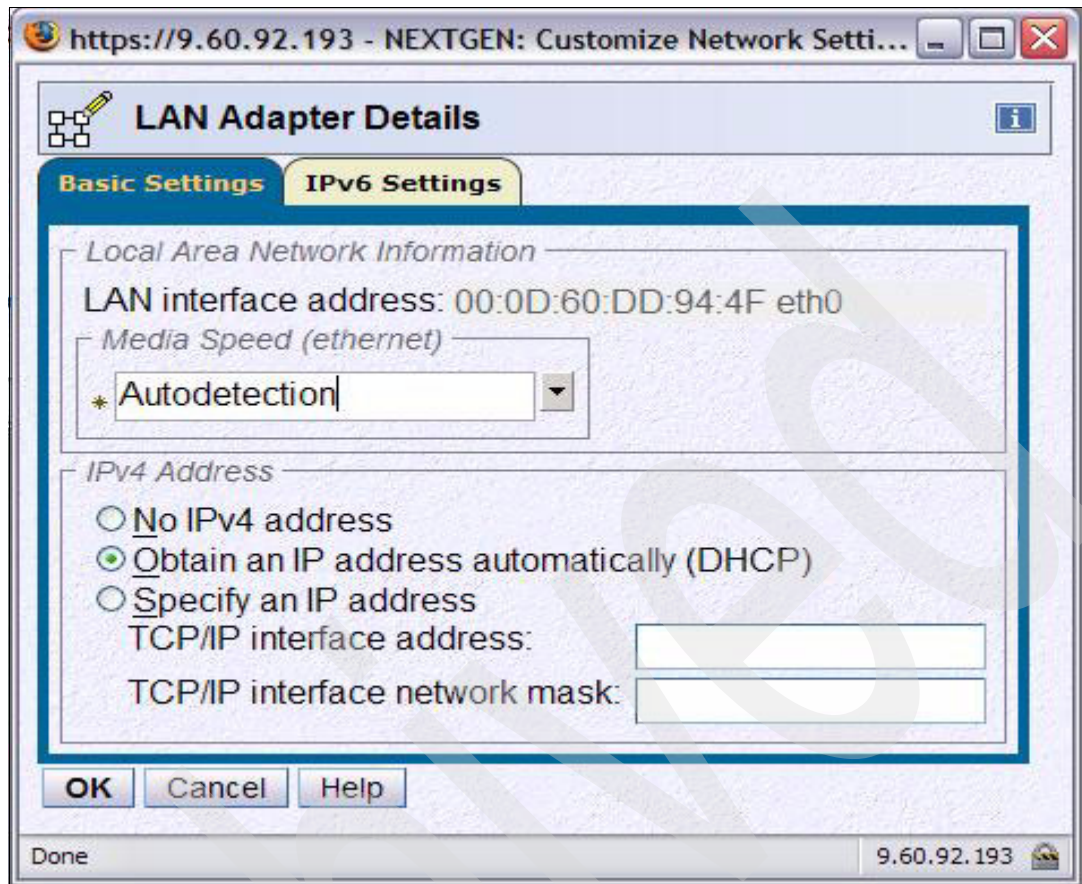 https://9.60.92.193 - NEXTGEN: Customize Network Setti...
LAN Adapter Details
i
Basic Settings
IPv6 Settings
Local Area Network Information
LAN interface address: 00:0D:60:DD:94:4F eth0
Media Speed (ethernet)
* Autodetection
IPv4 Address
No IPv4 address
Obtain an IP address automatically (DHCP)
Specify an IP address
TCP/IP interface address:
TCP/IP interface network mask:
OK
Cancel
Help
Done
9.60.92.193